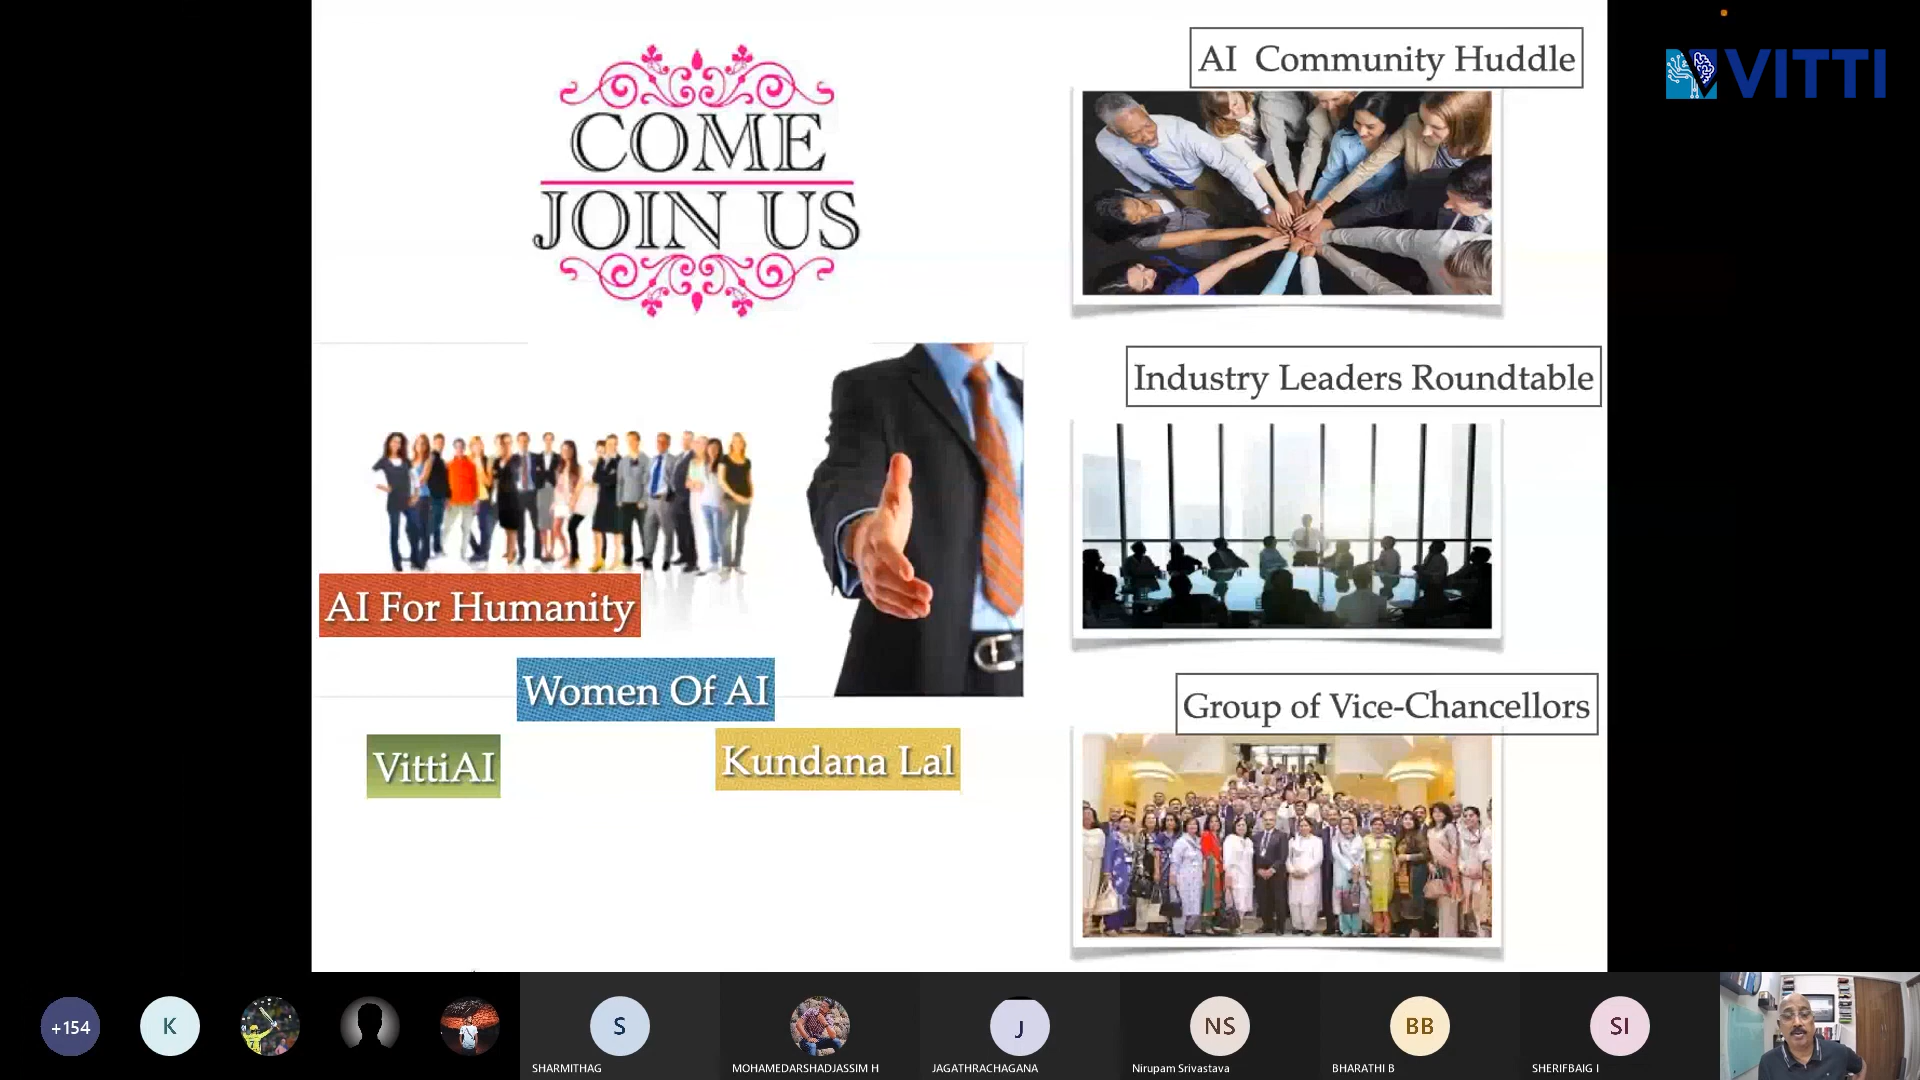 COME
JOIN US
AI For Humanity
Women Of AI
VittiAI
Kundana Lal
AI Community Huddle
Industry Leaders Roundtable
Group of Vice-Chancellors
VITTI
+154
K
S
SHARMITHAG
MOHAMEDARSHADJASSIM H
J
JAGATHRACHAGANA
NS
Nirupam Srivastava
BB
BHARATHI B
SI
SHERIFBAIG I